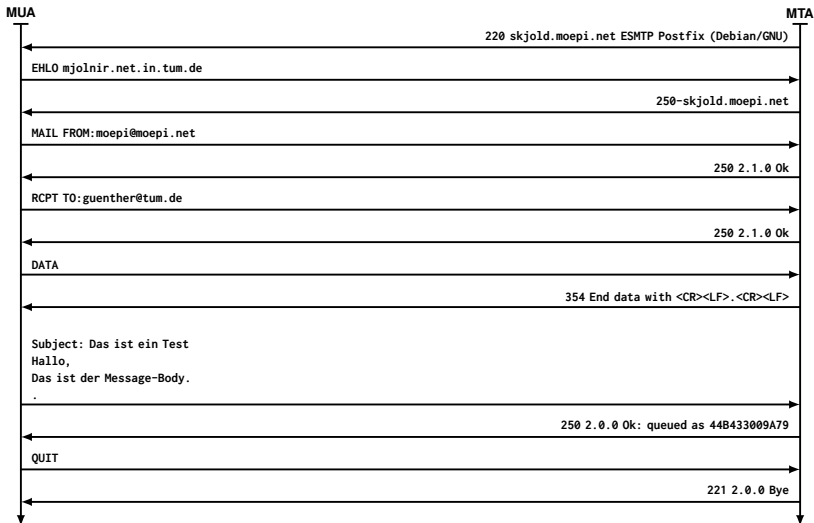 MUA
MTA
220 skjold.moepi.net ESMTP Postfix (Debian/GNU)
EHLO mjolnir.net.in.tum.de
250-skjold.moepi.net
MAIL FROM:moepi@moepi.net
250 2.1.0 Ok
RCPT TO:guenther@tum.de
250 2.1.0 Ok
DATA
354 End data with <CR><LF>.<CR><LF>
Subject: Das ist ein Test
Hallo,
Das ist der Message-Body.
.
250 2.0.0 Ok: queued as 44B433009A79
QUIT
221 2.0.0 Bye